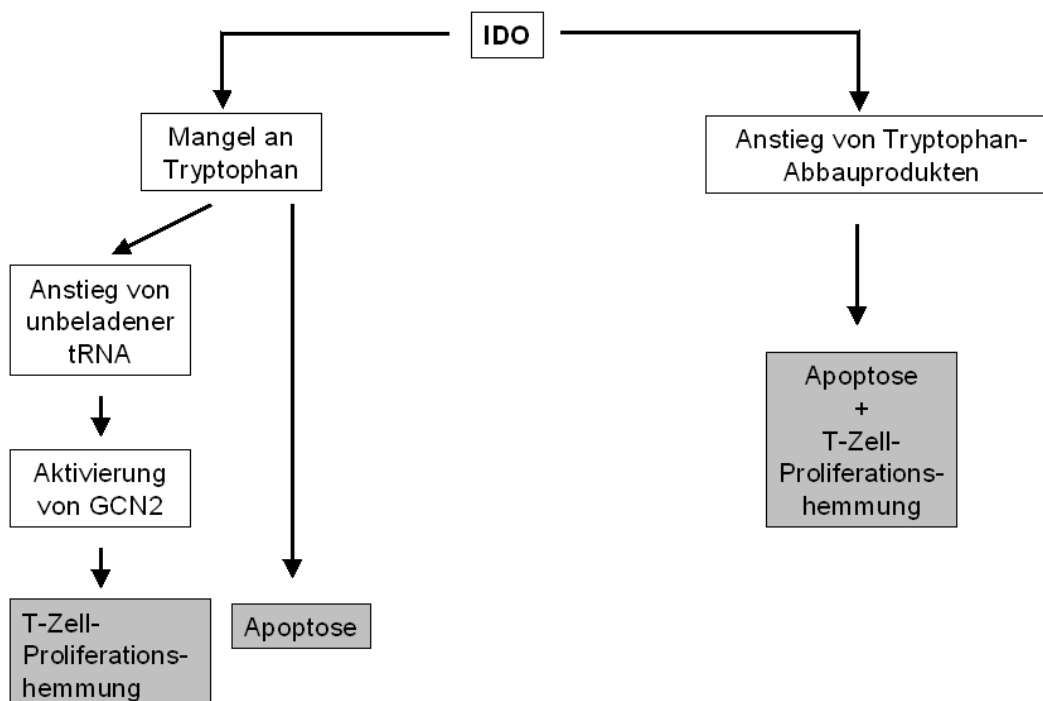 IDO
Mangel an
Tryptophan
Anstieg von Tryptophan-
Abbauprodukten
Anstieg von
unbeladener
tRNA
Apoptose
+
T-Zell-
Proliferations-
hemmung
Aktivierung
von GCN2
T-Zell-
Proliferations-
hemmung
Apoptose